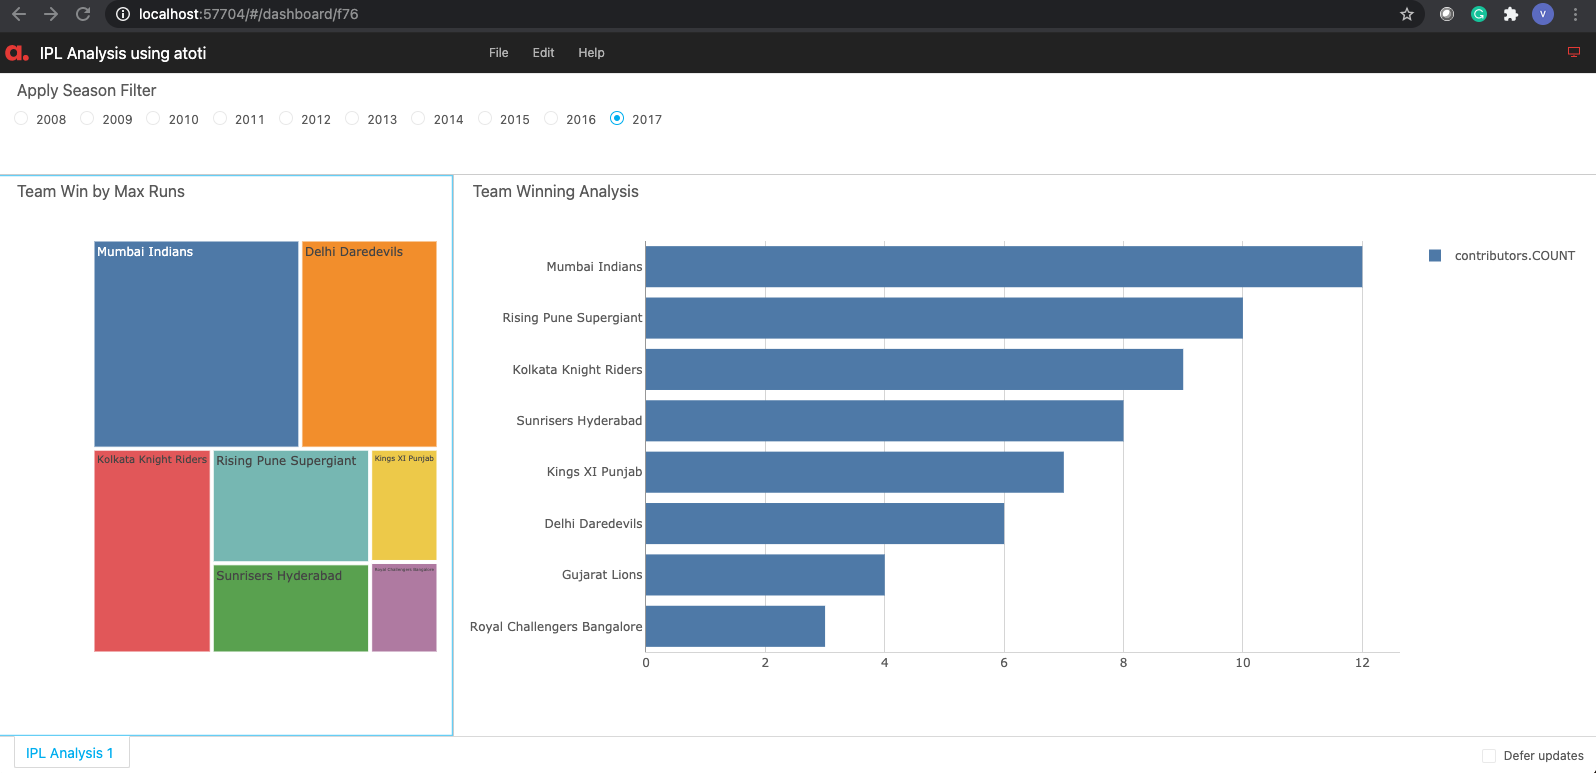 localhost:57704/#/dashboard/f76
V
a. IPL Analysis using atoti File Edit Help
Apply Season Filter
2008 2009 2010 2011 2012 2013 2014 2015 2016 2017
Team Win by Max Runs
Mumbai Indians
Delhi Daredevils
Kolkata Knight Riders
Rising Pune Supergiant
Kings XI Punjab
Sunrisers Hyderabad
Royal Challengers Bangalore
Team Winning Analysis
Mumbai Indians
Rising Pune Supergiant
Kolkata Knight Riders
Sunrisers Hyderabad
Kings XI Punjab
Delhi Daredevils
Gujarat Lions
Royal Challengers Bangalore
0 2 4 6 8 10 12
contributors.COUNT
IPL Analysis 1
Defer updates